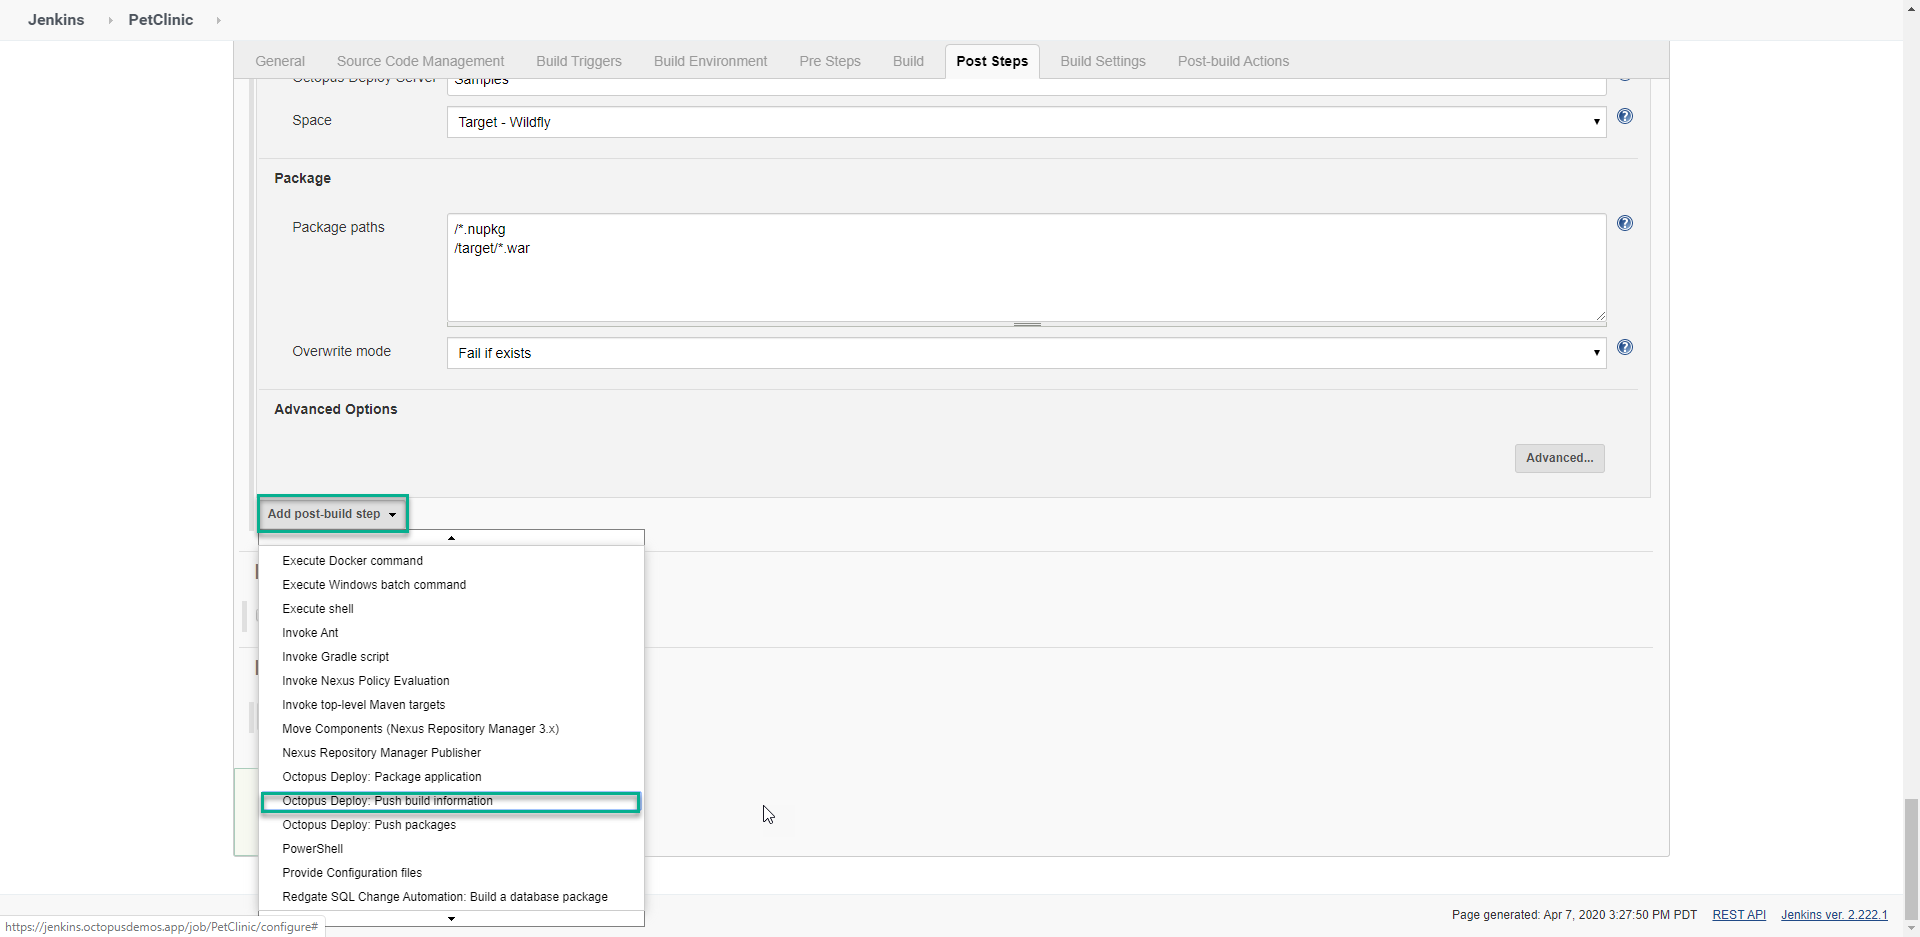 Jenkins PetClinic
General Source Code Management Build Triggers Build Environment Pre Steps Build Post Steps Build Settings Post-build Actions
Octopus Deploy Server Samples
Space Target - Wildfly
Package
Package paths /*.nupkg
/target/*.war
Overwrite mode Fail if exists
Advanced Options
Advanced...
Add post-build step
Execute Docker command
Execute Windows batch command
Execute shell
Invoke Ant
Invoke Gradle script
Invoke Nexus Policy Evaluation
Invoke top-level Maven targets
Move Components (Nexus Repository Manager 3.x)
Nexus Repository Manager Publisher
Octopus Deploy: Package application
Octopus Deploy: Push build information
Octopus Deploy: Push packages
PowerShell
Provide Configuration files
Redgate SQL Change Automation: Build a database package
Page generated: Apr 7, 2020 3:27:50 PM PDT REST API Jenkins ver. 2.222.1
https://jenkins.octopusdemos.app/job/PetClinic/configure#